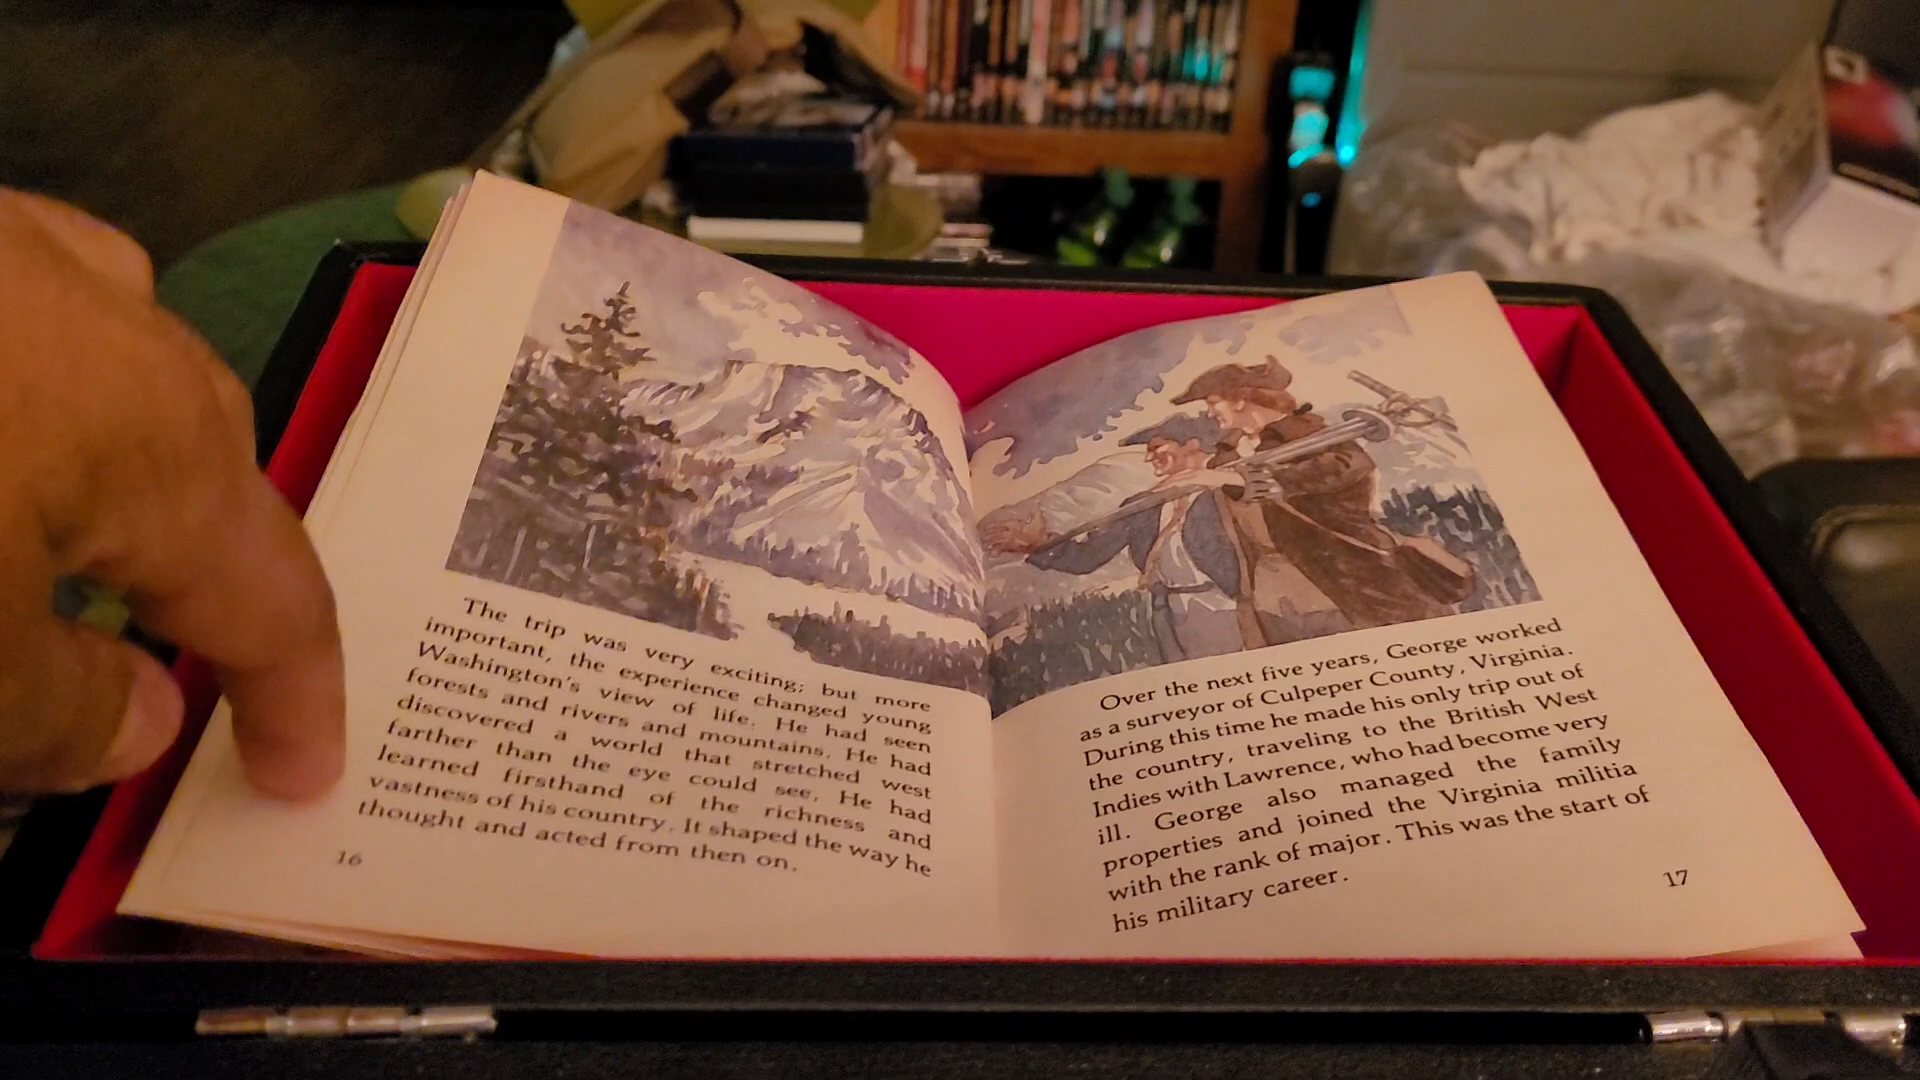 The trip was very exciting; but more
important, the experience changed young
Washington's view of life. He had seen
forests and rivers and mountains. He had
discovered a world that stretched west
farther than the eye could see. He had
learned firsthand of the richness and
vastness of his country. It shaped the way he
thought and acted from then on.
16
Over the next five years, George worked
as a surveyor of Culpeper County, Virginia.
During this time he made his only trip out of
the country, traveling to the British West
Indies with Lawrence, who had become very
ill. George also managed the family
properties and joined the Virginia militia
with the rank of major. This was the start of
his military career.
17